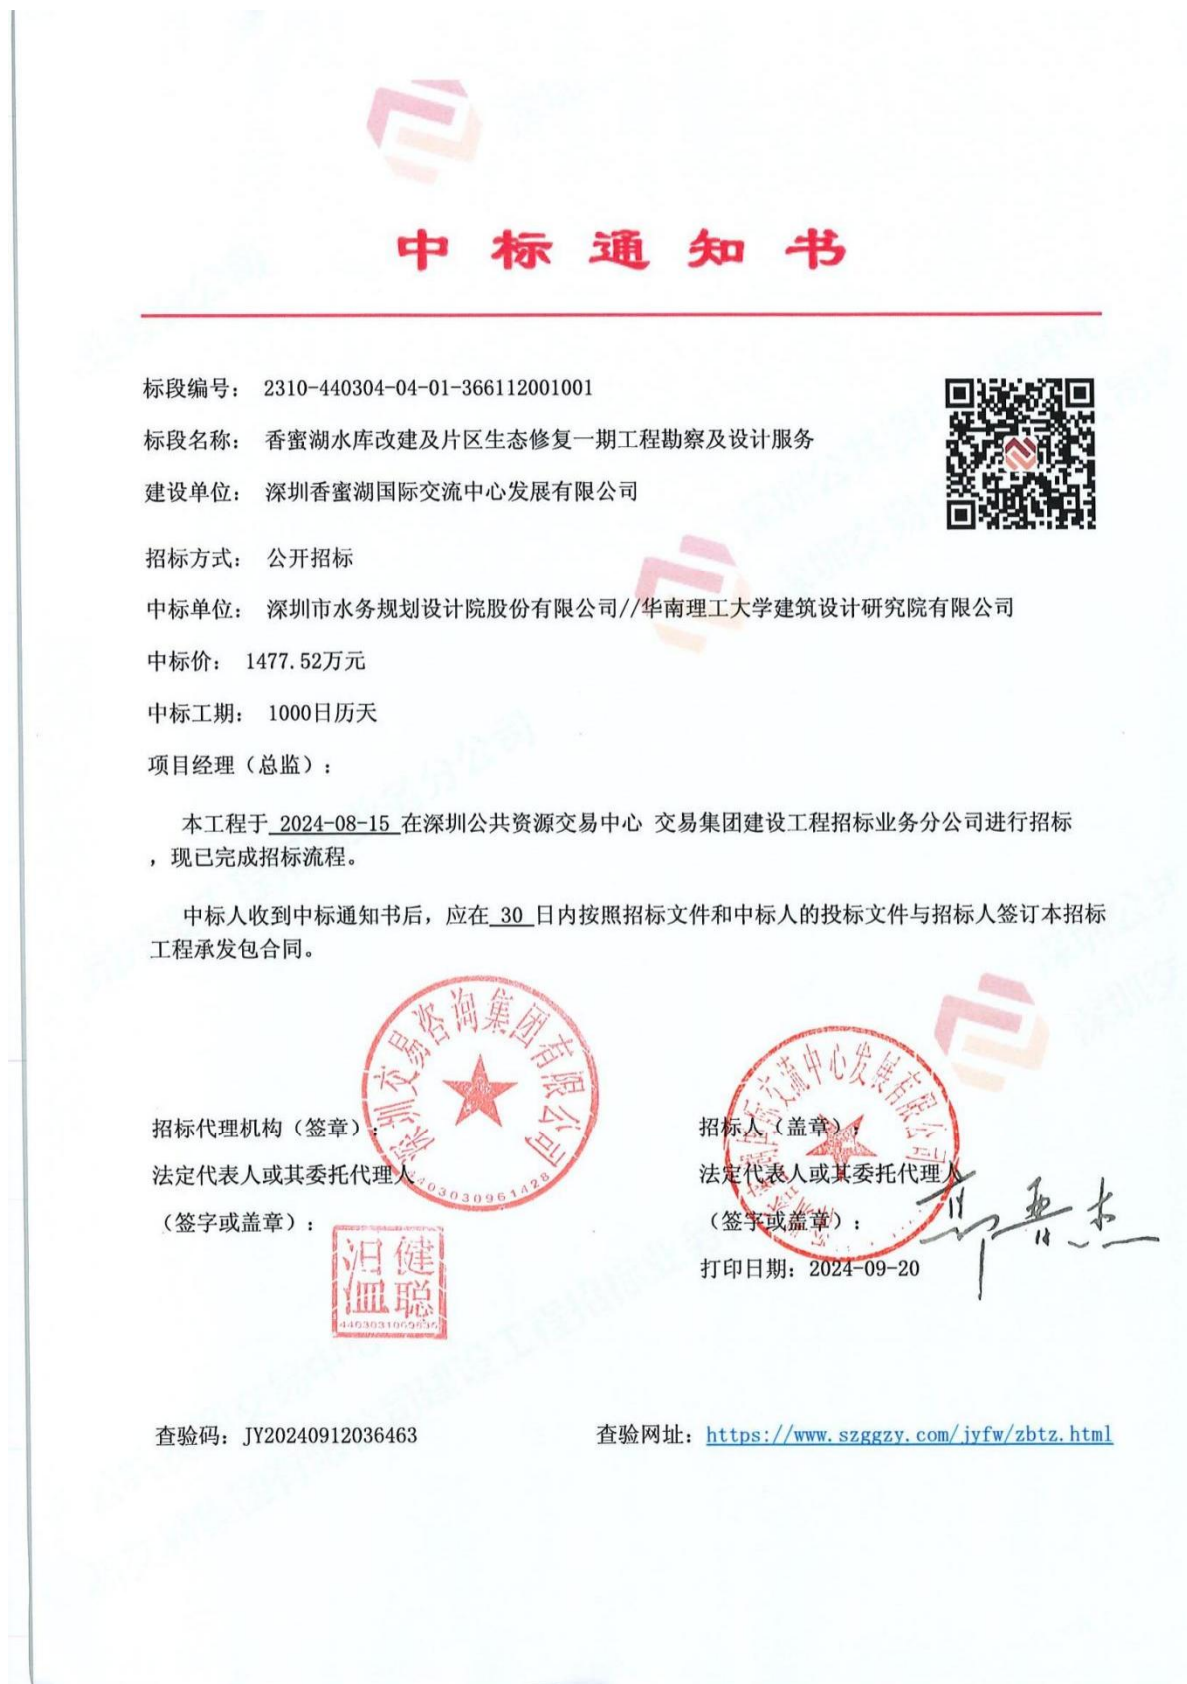 中标通知书
标段编号： 2310-440304-04-01-366112001001
标段名称： 香蜜湖水库改建及片区生态修复一期工程勘察及设计服务
建设单位： 深圳香蜜湖国际交流中心发展有限公司
招标方式： 公开招标
中标单位： 深圳市水务规划设计院股份有限公司//华南理工大学建筑设计研究院有限公司
中标价： 1477.52万元
中标工期： 1000日历天
项目经理（总监）：
本工程于 2024-08-15 在深圳公共资源交易中心 交易集团建设工程招标业务分公司进行招标
，现已完成招标流程。
中标人收到中标通知书后，应在 30 日内按照招标文件和中标人的投标文件与招标人签订本招标
工程承发包合同。
深圳交易咨询集团有限公司
4403030961428
招标代理机构（签章）：
法定代表人或其委托代理人
（签字或盖章）：
健聪
国际交流中心发展有限公司
招标人（盖章）：
法定代表人或其委托代理人
（签字或盖章）：
打印日期：2024-09-20
查验码：JY20240912036463
查验网址：https://www.szggzy.com/jyfw/zbtz.html